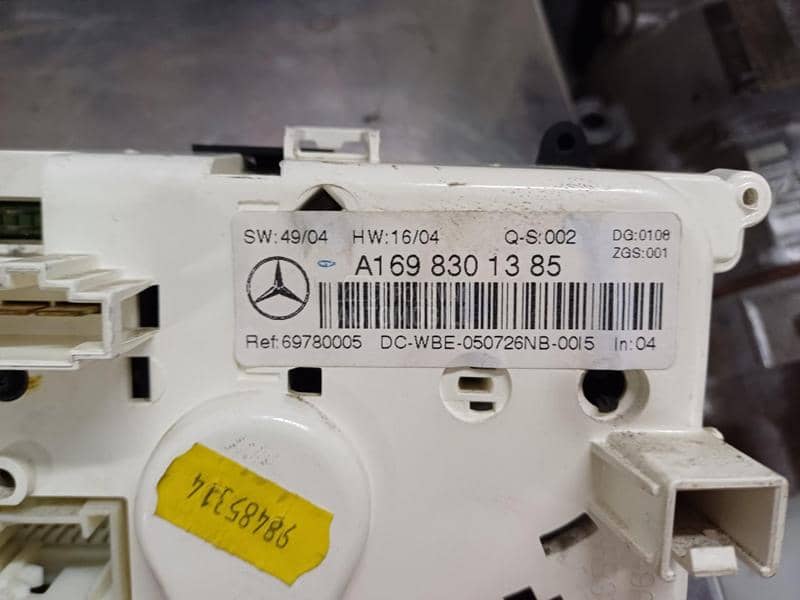 SW:49/04 HW:16/04 Q-S:002 DG:0108
ZGS:001
A169 830 13 85
Ref:69780005 DC-WBE-050726NB-00I5 In:04
98485314